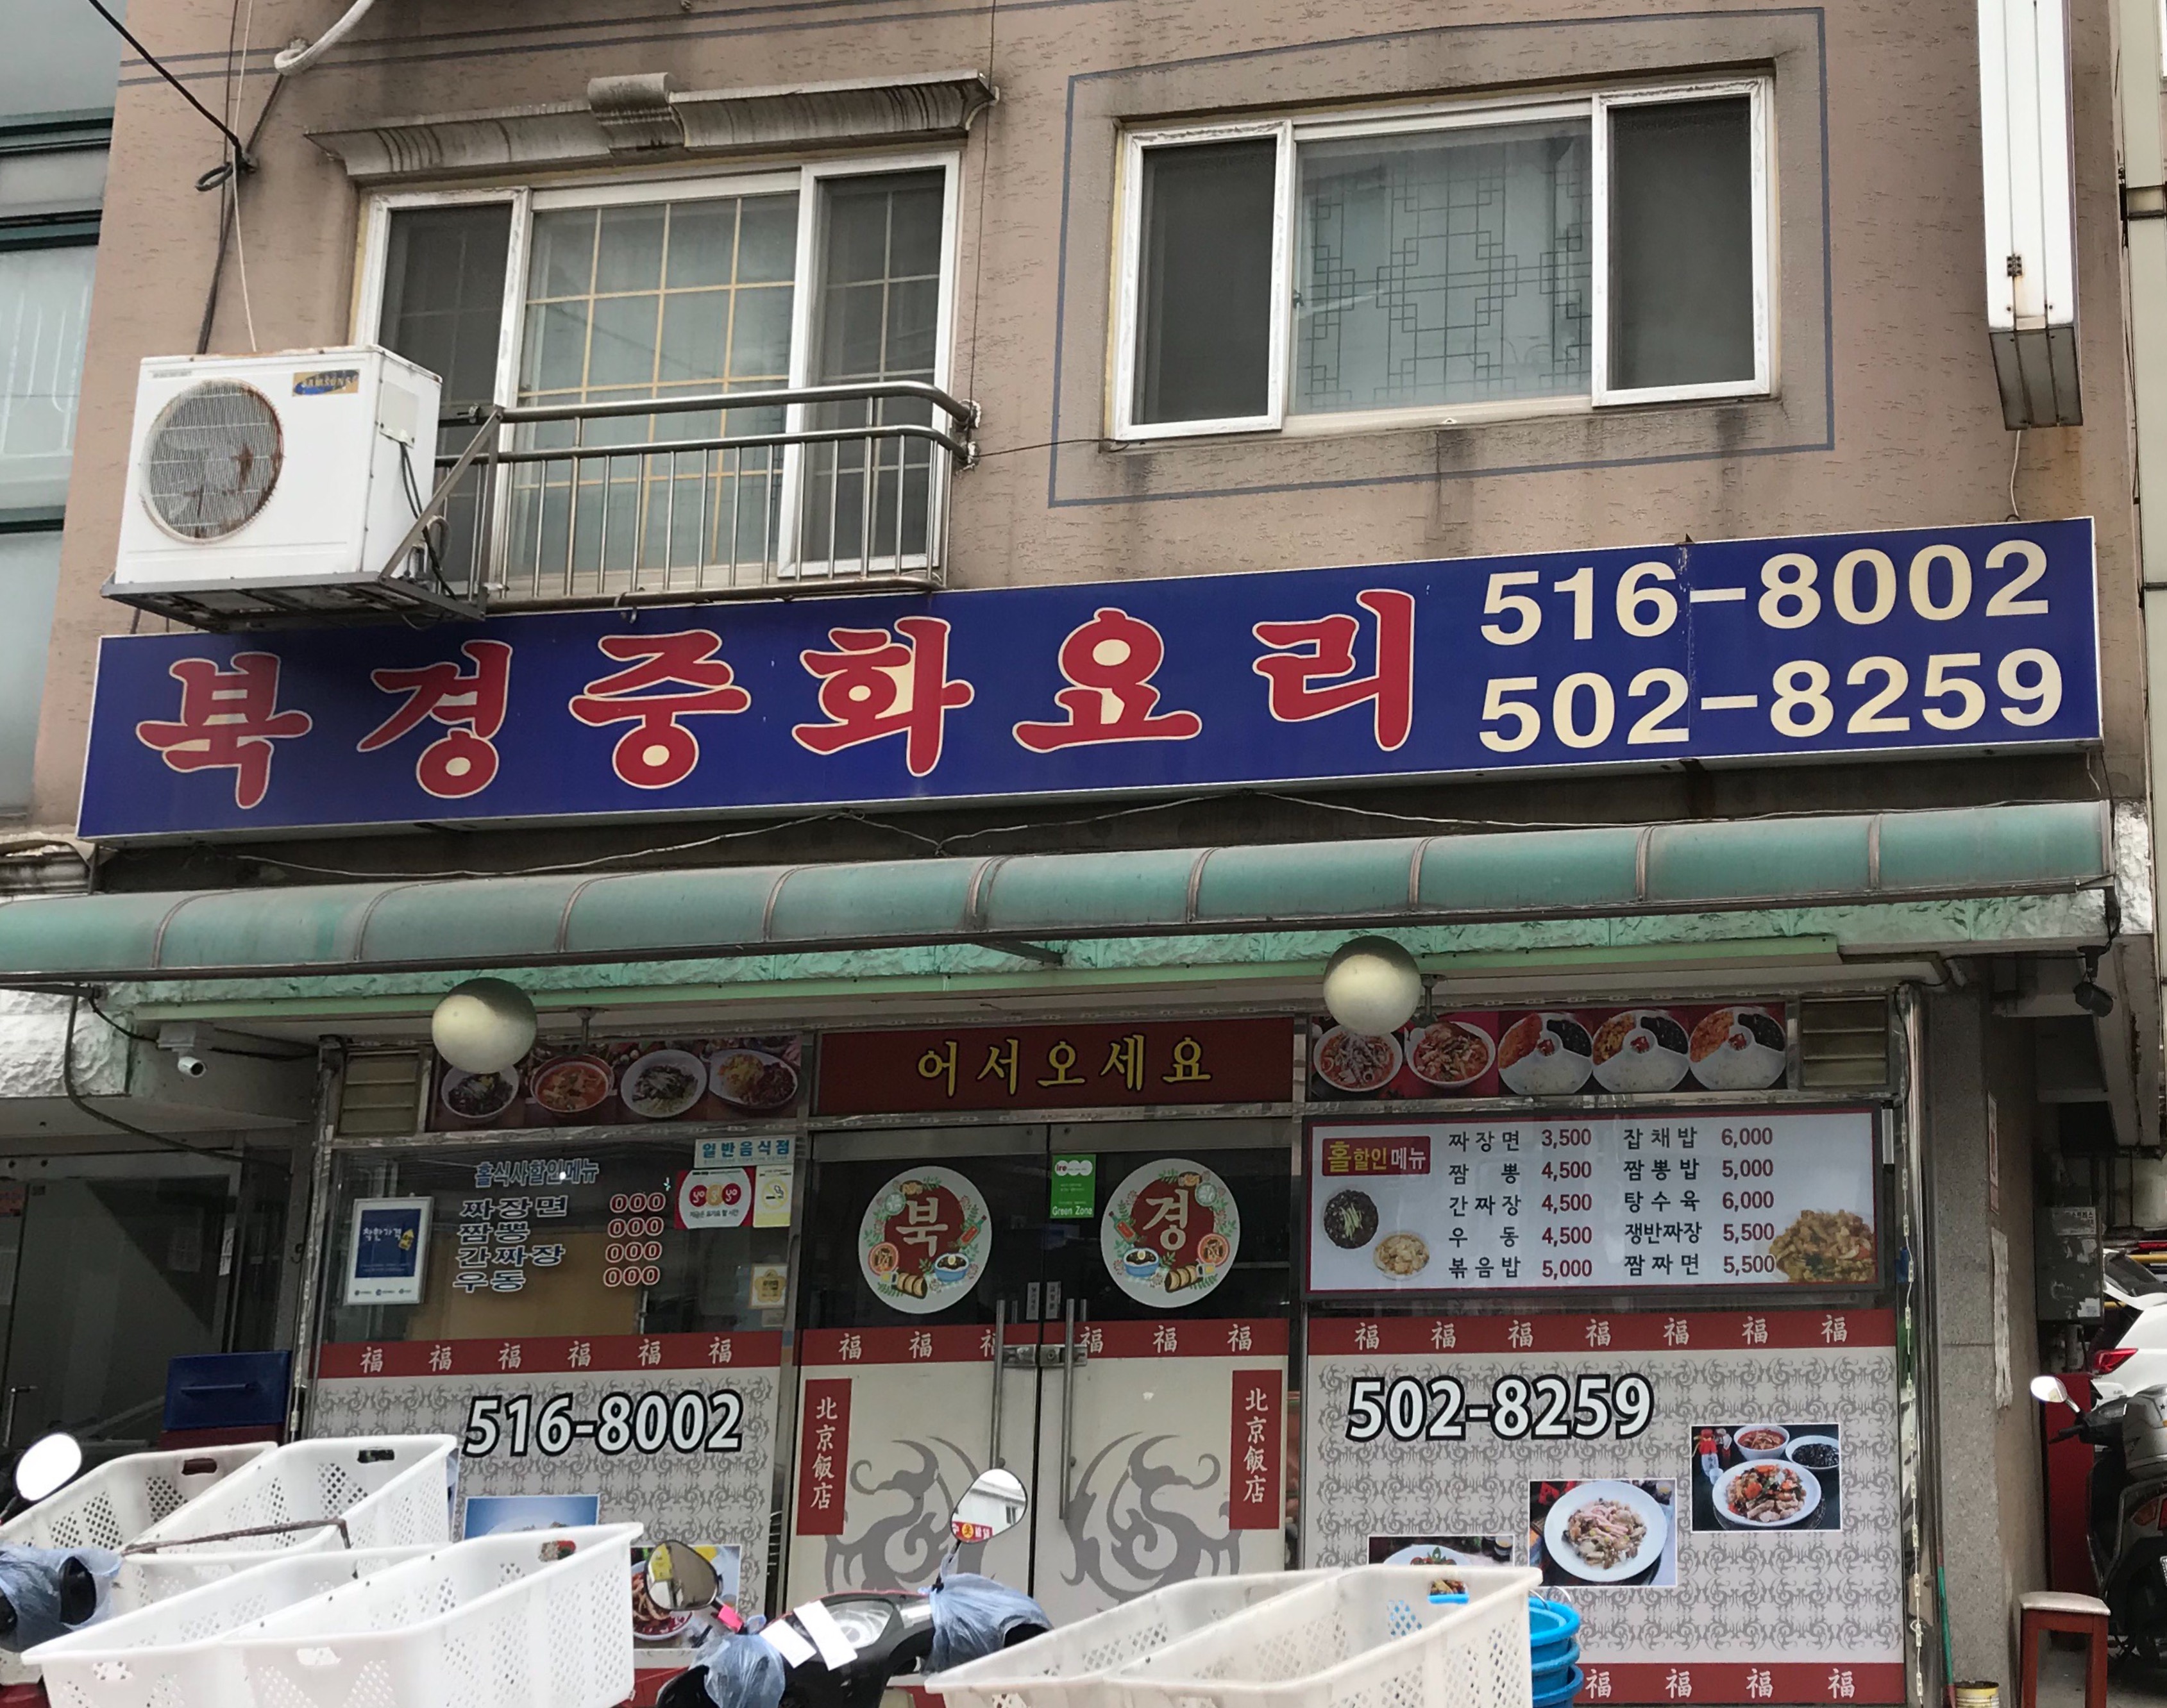 SAMSUNG
북경중화요리
516-8002
502-8259
어서오세요
일반음식점
홀식사할인메뉴
짜장면 000
짬뽕 000
간짜장 000
우동 000
착한가격
yogiyo
Green Zone
북
경
홀할인메뉴
짜장면 3,500 잡채밥 6,000
짬뽕 4,500 짬뽕밥 5,000
간짜장 4,500 탕수육 6,000
우동 4,500 쟁반짜장 5,500
볶음밥 5,000 짬짜면 5,500
福 福 福 福 福 福
福 福 福 福 福 福
福 福 福 福 福 福 福
516-8002
北京飯店
北京飯店
502-8259
福 福 福 福